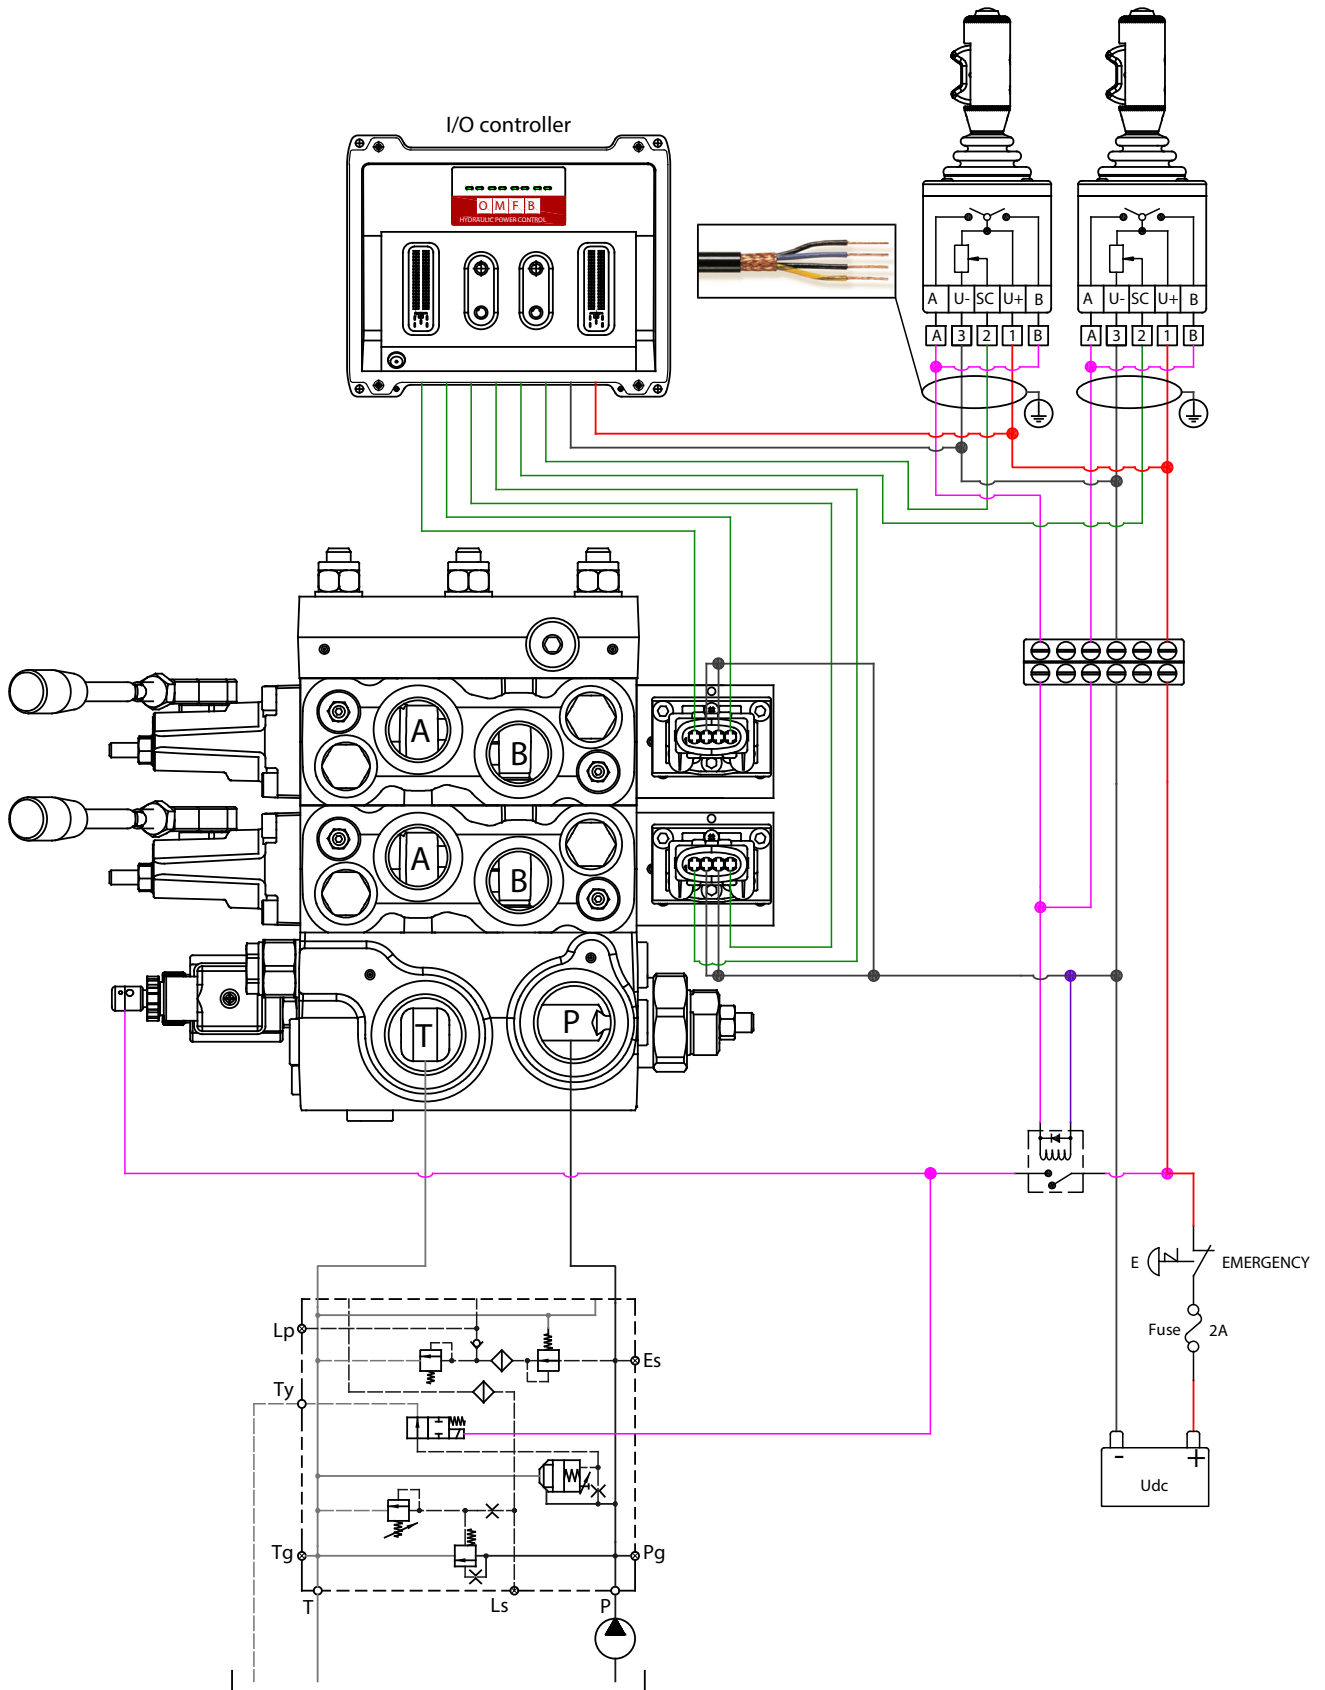 I/O controller
O M F B
HYDRAULIC POWER CONTROL
A U- SC U+ B
A 3 2 1 B
A U- SC U+ B
A 3 2 1 B
A
B
A
B
T
P
E
EMERGENCY
Fuse 2A
Lp
Es
Ty
- +
Udc
Tg
Pg
T
Ls
P